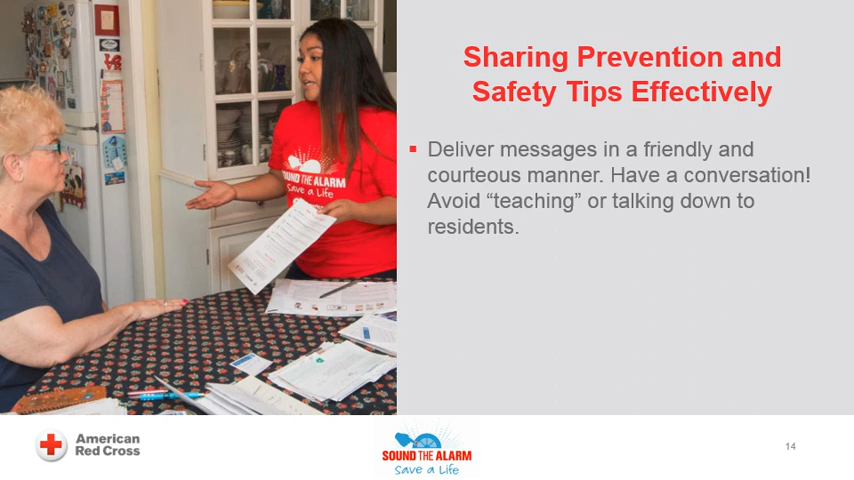 Sharing Prevention and
Safety Tips Effectively
▪ Deliver messages in a friendly and
courteous manner. Have a conversation!
Avoid “teaching” or talking down to
residents.
SOUND THE ALARM
Save a Life
American
Red Cross
SOUND THE ALARM
Save a Life
14